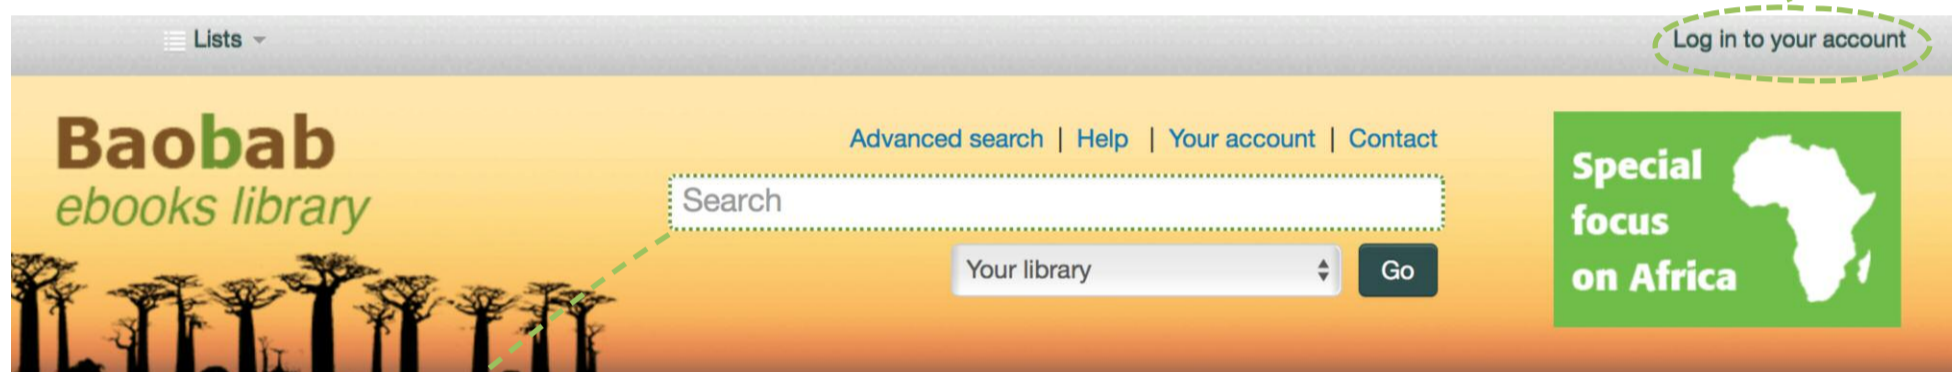 Lists
Log in to your account
Baobab
ebooks library
Advanced search | Help | Your account | Contact
Search
Your library
Go
Special
focus
on Africa